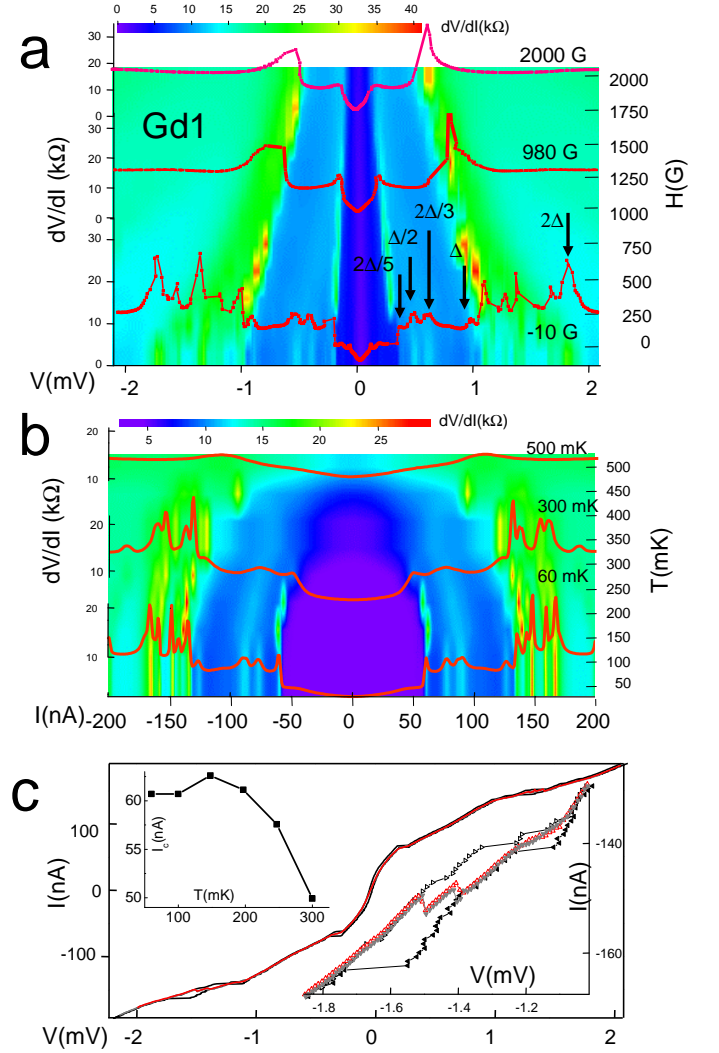 a
0 10 20 30 40 dV/dI(kΩ)
30
20
10
0
30
20
10
0
30
20
10
0
dV/dI (kΩ)
dV/dI (kΩ)
Gd1
2000 G
980 G
-10 G
2Δ/5
Δ/2
2Δ/3
Δ
2Δ
2000
1750
1500
1250
1000
750
500
250
0
H(G)
V(mV) -2 -1 0 1 2
b
5 10 15 20 25 dV/dI(kΩ)
20
10
20
10
20
10
dV/dI (kΩ)
500 mK
300 mK
60 mK
500
450
400
350
300
250
200
150
100
50
T(mK)
I(nA) -200 -150 -100 -50 0 50 100 150 200
c
100
0
-100
I(nA)
60
55
50
Ic(nA)
T(mK)
100 200 300
-140
-160
I(nA)
V(mV)
-1.8 -1.6 -1.4 -1.2
V(mV) -2 -1 0 1 2